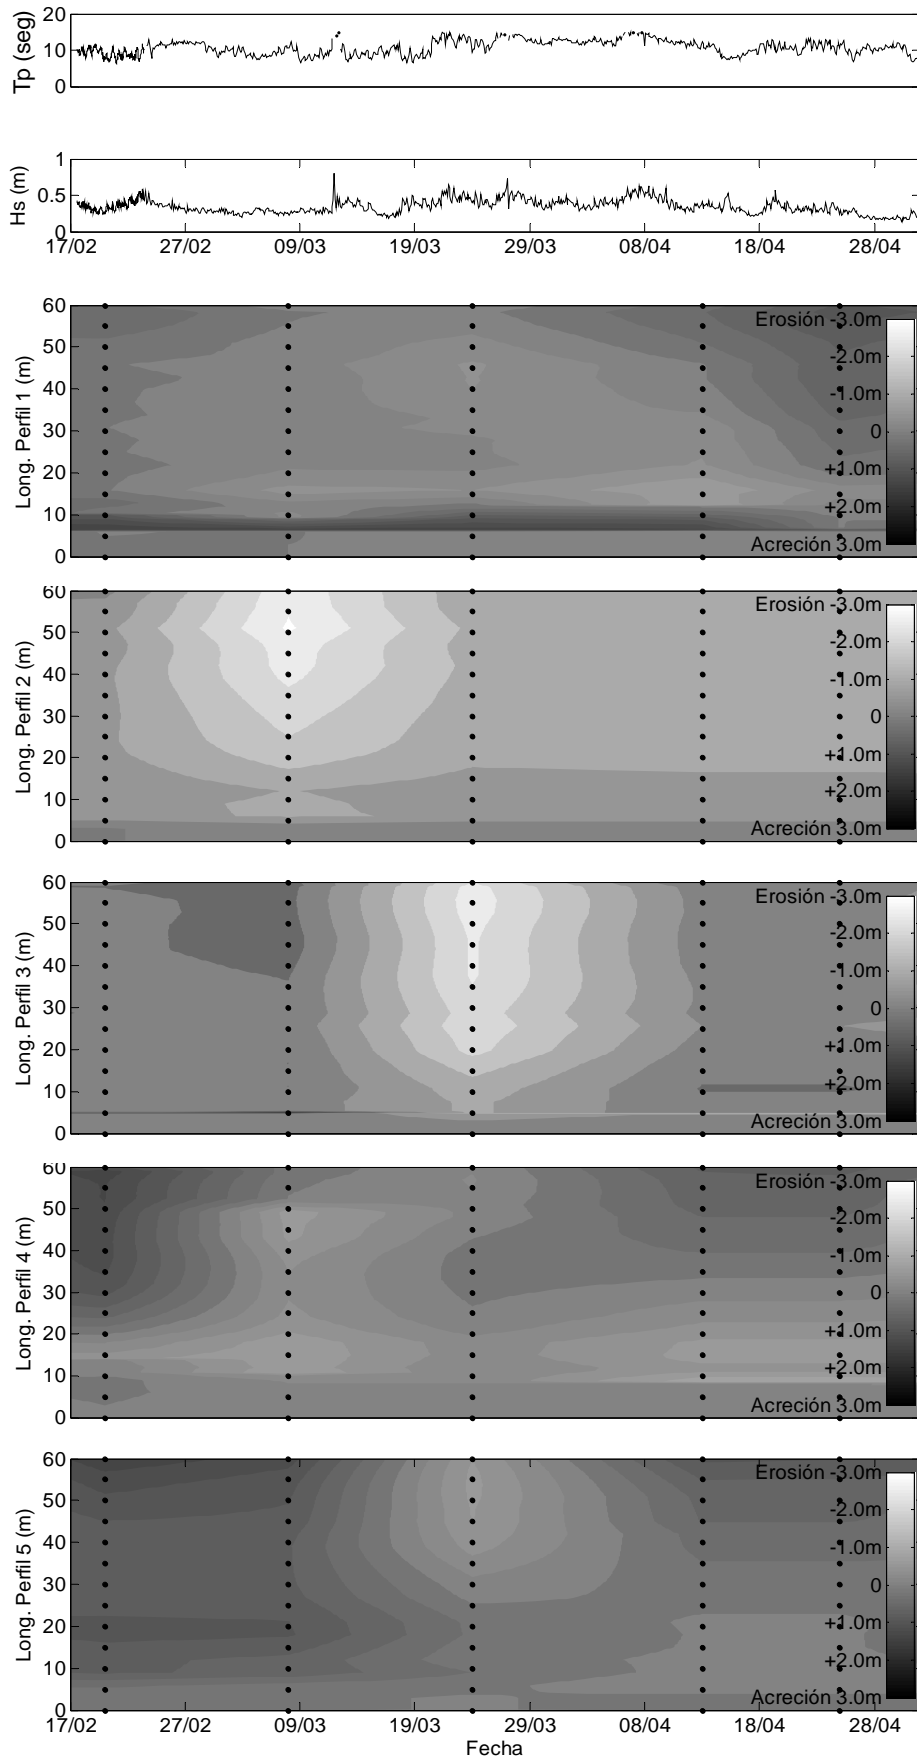 20
10
0
Tp (seg)
1
0.5
0
Hs (m)
17/02 27/02 09/03 19/03 29/03 08/04 18/04 28/04
60
50
40
30
20
10
0
Long. Perfil 1 (m)
Erosión -3.0m
-2.0m
-1.0m
0
+1.0m
+2.0m
Acreción 3.0m
60
50
40
30
20
10
0
Long. Perfil 2 (m)
Erosión -3.0m
-2.0m
-1.0m
0
+1.0m
+2.0m
Acreción 3.0m
60
50
40
30
20
10
0
Long. Perfil 3 (m)
Erosión -3.0m
-2.0m
-1.0m
0
+1.0m
+2.0m
Acreción 3.0m
60
50
40
30
20
10
0
Long. Perfil 4 (m)
Erosión -3.0m
-2.0m
-1.0m
0
+1.0m
+2.0m
Acreción 3.0m
60
50
40
30
20
10
0
Long. Perfil 5 (m)
Erosión -3.0m
-2.0m
-1.0m
0
+1.0m
+2.0m
Acreción 3.0m
17/02 27/02 09/03 19/03 29/03 08/04 18/04 28/04
Fecha